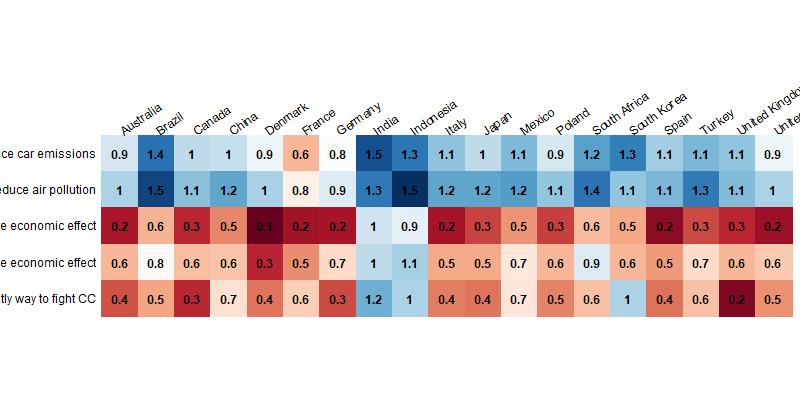 Australia Brazil Canada China Denmark France Germany India Indonesia Italy Japan Mexico Poland South Africa South Korea Spain Turkey United Kingdo Unite
ce car emissions 0.9 1.4 1 1 0.9 0.6 0.8 1.5 1.3 1.1 1 1.1 0.9 1.2 1.3 1.1 1.1 1.1 0.9
educe air pollution 1 1.5 1.1 1.2 1 0.8 0.9 1.3 1.5 1.2 1.2 1.2 1.1 1.4 1.1 1.1 1.3 1.1 1
e economic effect 0.2 0.6 0.3 0.5 0.1 0.2 0.2 1 0.9 0.2 0.3 0.5 0.3 0.6 0.5 0.2 0.3 0.3 0.2
e economic effect 0.6 0.8 0.6 0.6 0.3 0.5 0.7 1 1.1 0.5 0.5 0.7 0.6 0.9 0.6 0.5 0.7 0.6 0.6
tly way to fight CC 0.4 0.5 0.3 0.7 0.4 0.6 0.3 1.2 1 0.4 0.4 0.7 0.5 0.6 1 0.4 0.6 0.2 0.5